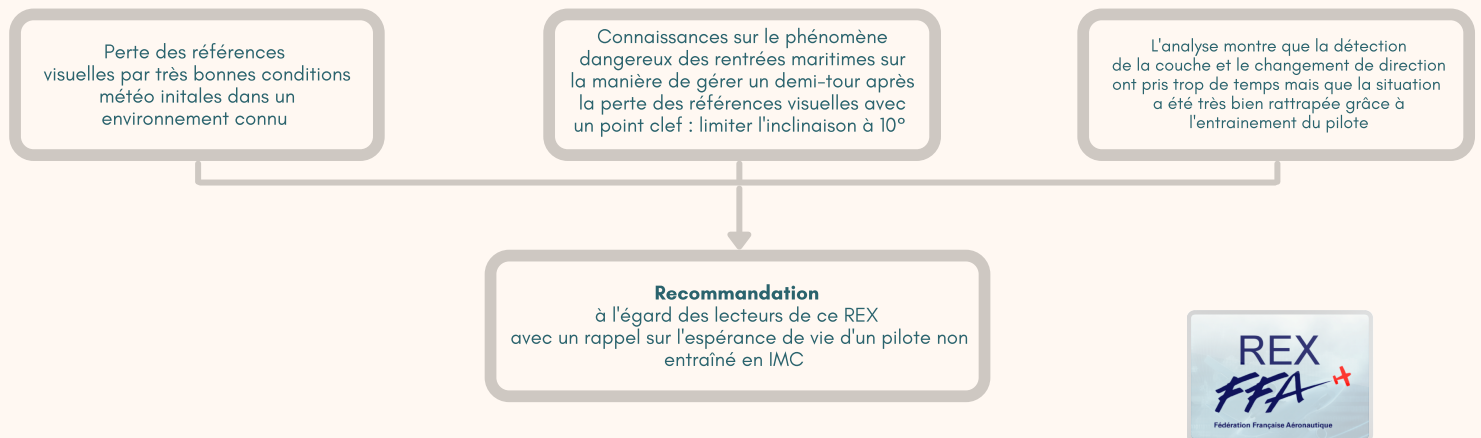 Perte des références
visuelles par très bonnes conditions
météo initales dans un
environnement connu
Connaissances sur le phénomène
dangereux des rentrées maritimes sur
la manière de gérer un demi-tour après
la perte des références visuelles avec
un point clef : limiter l'inclinaison à 10°
L'analyse montre que la détection
de la couche et le changement de direction
ont pris trop de temps mais que la situation
a été très bien rattrapée grâce à
l'entrainement du pilote
Recommandation
à l'égard des lecteurs de ce REX
avec un rappel sur l'espérance de vie d'un pilote non
entraîné en IMC
REX
FFA
Fédération Française Aéronautique